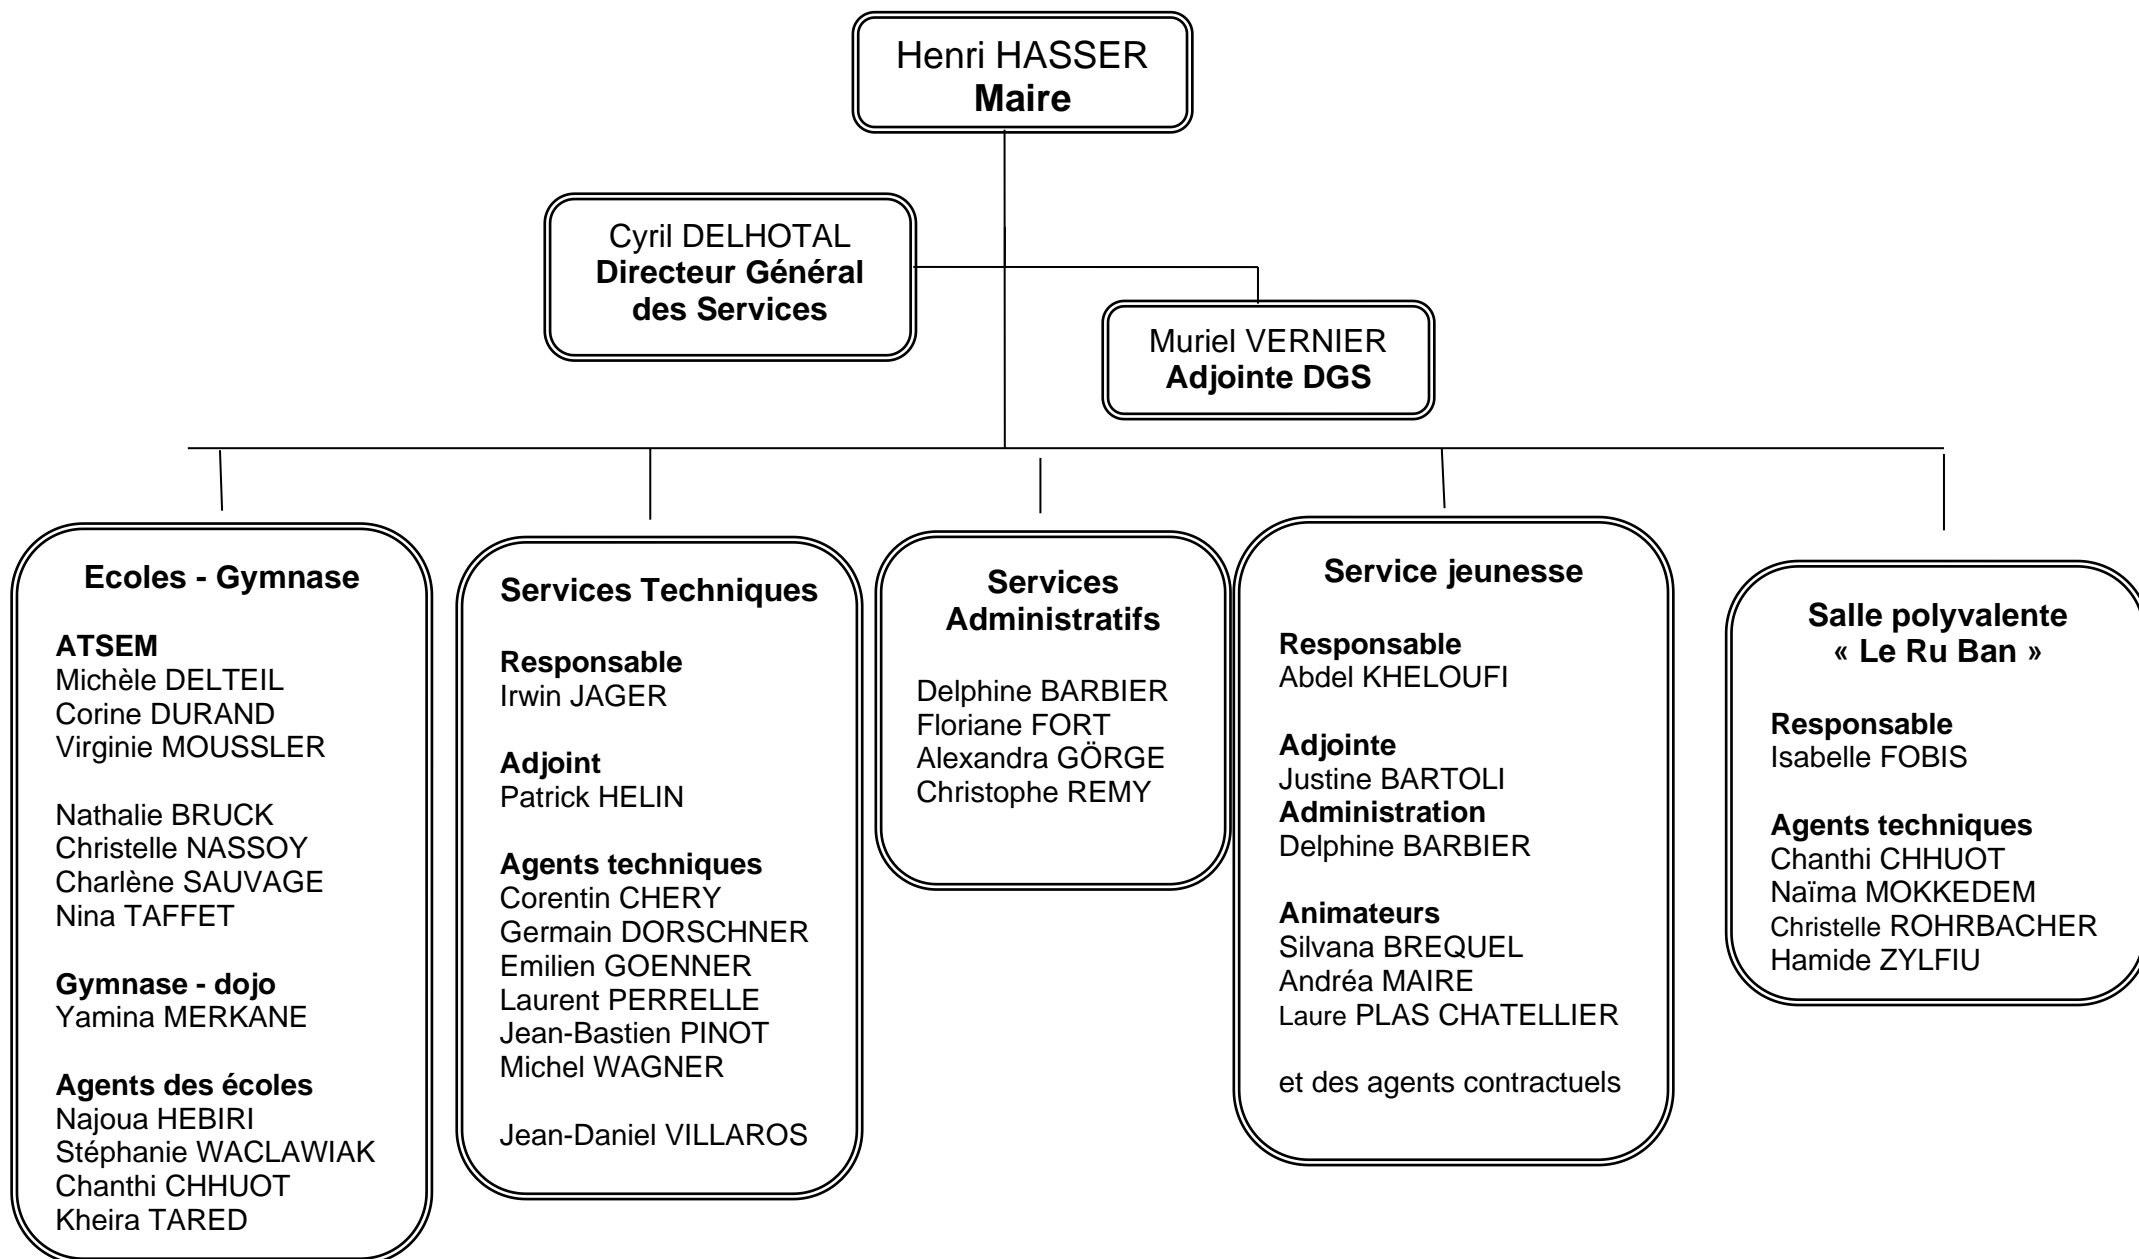 Henri HASSER
Maire
Cyril DELHOTAL
Directeur Général
des Services
Muriel VERNIER
Adjointe DGS
Ecoles - Gymnase
ATSEM
Michèle DELTEIL
Corine DURAND
Virginie MOUSSLER
Nathalie BRUCK
Christelle NASSOY
Charlène SAUVAGE
Nina TAFFET
Gymnase - dojo
Yamina MERKANE
Agents des écoles
Najoua HEBIRI
Stéphanie WACLAWIAK
Chanthi CHHUOT
Kheira TARED
Services Techniques
Responsable
Irwin JAGER
Adjoint
Patrick HELIN
Agents techniques
Corentin CHERY
Germain DORSCHNER
Emilien GOENNER
Laurent PERRELLE
Jean-Bastien PINOT
Michel WAGNER
Jean-Daniel VILLAROS
Services
Administratifs
Delphine BARBIER
Floriane FORT
Alexandra GÖRGE
Christophe REMY
Service jeunesse
Responsable
Abdel KHELOUFI
Adjointe
Justine BARTOLI
Administration
Delphine BARBIER
Animateurs
Silvana BREQUEL
Andréa MAIRE
Laure PLAS CHATELLIER
et des agents contractuels
Salle polyvalente
« Le Ru Ban »
Responsable
Isabelle FOBIS
Agents techniques
Chanthi CHHUOT
Naïma MOKKEDEM
Christelle ROHRBACHER
Hamide ZYLFIU